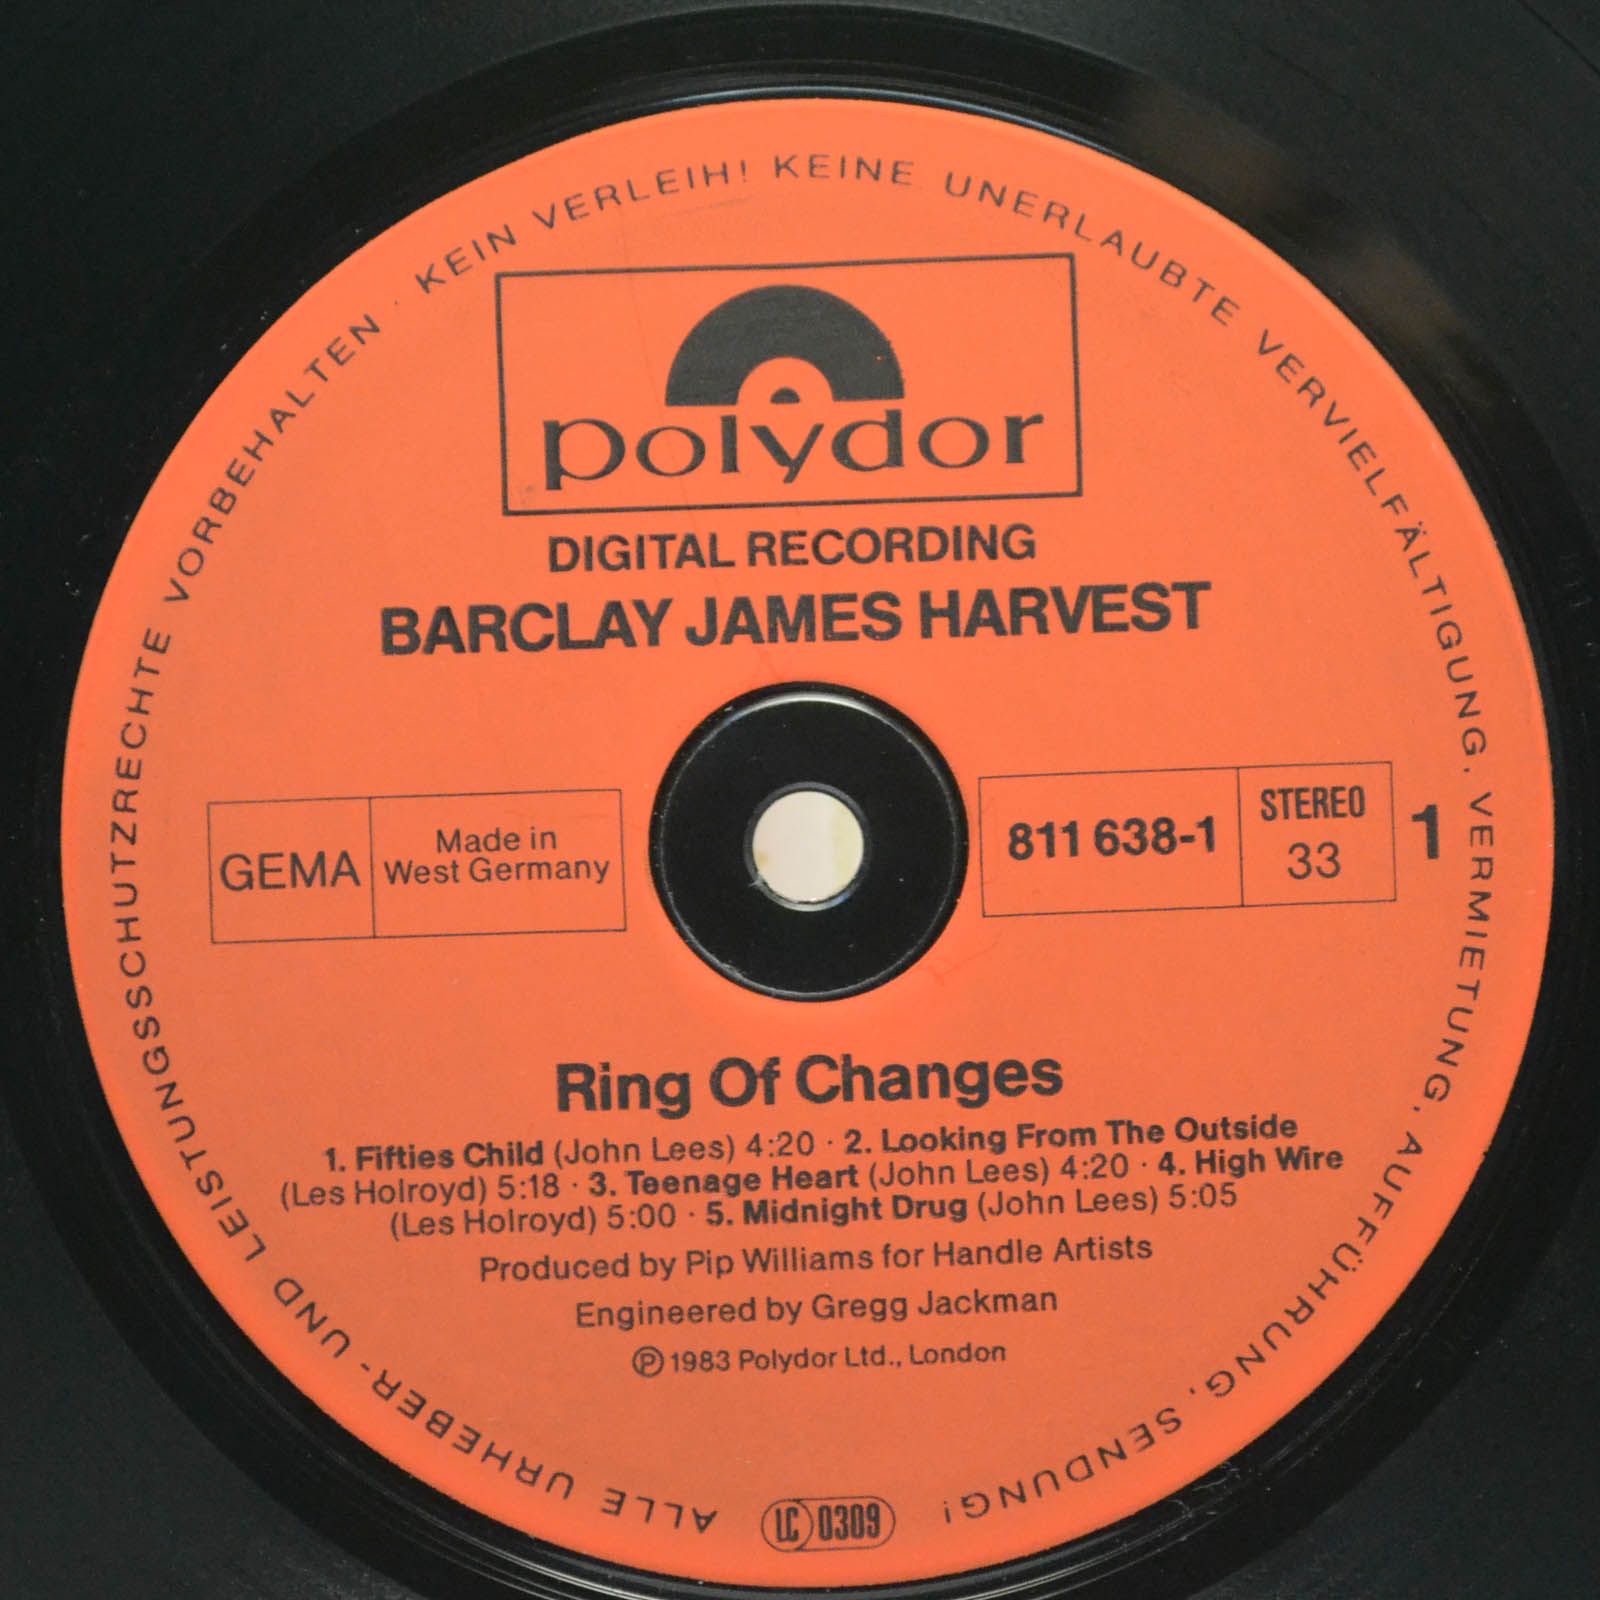 ALLE URHEBER- UND LEISTUNGSSCHUTZRECHTE VORBEHALTEN · KEIN VERLEIH! KEINE UNERLAUBTE VERVIELFÄLTIGUNG, VERMIETUNG, AUFFÜHRUNG, SENDUNG!
polydor
DIGITAL RECORDING
BARCLAY JAMES HARVEST
GEMA
Made in
West Germany
811 638-1
STEREO
33
1
Ring Of Changes
1. Fifties Child (John Lees) 4:20 · 2. Looking From The Outside
(Les Holroyd) 5:18 · 3. Teenage Heart (John Lees) 4:20 · 4. High Wire
(Les Holroyd) 5:00 · 5. Midnight Drug (John Lees) 5:05
Produced by Pip Williams for Handle Artists
Engineered by Gregg Jackman
℗ 1983 Polydor Ltd., London
LC 0309